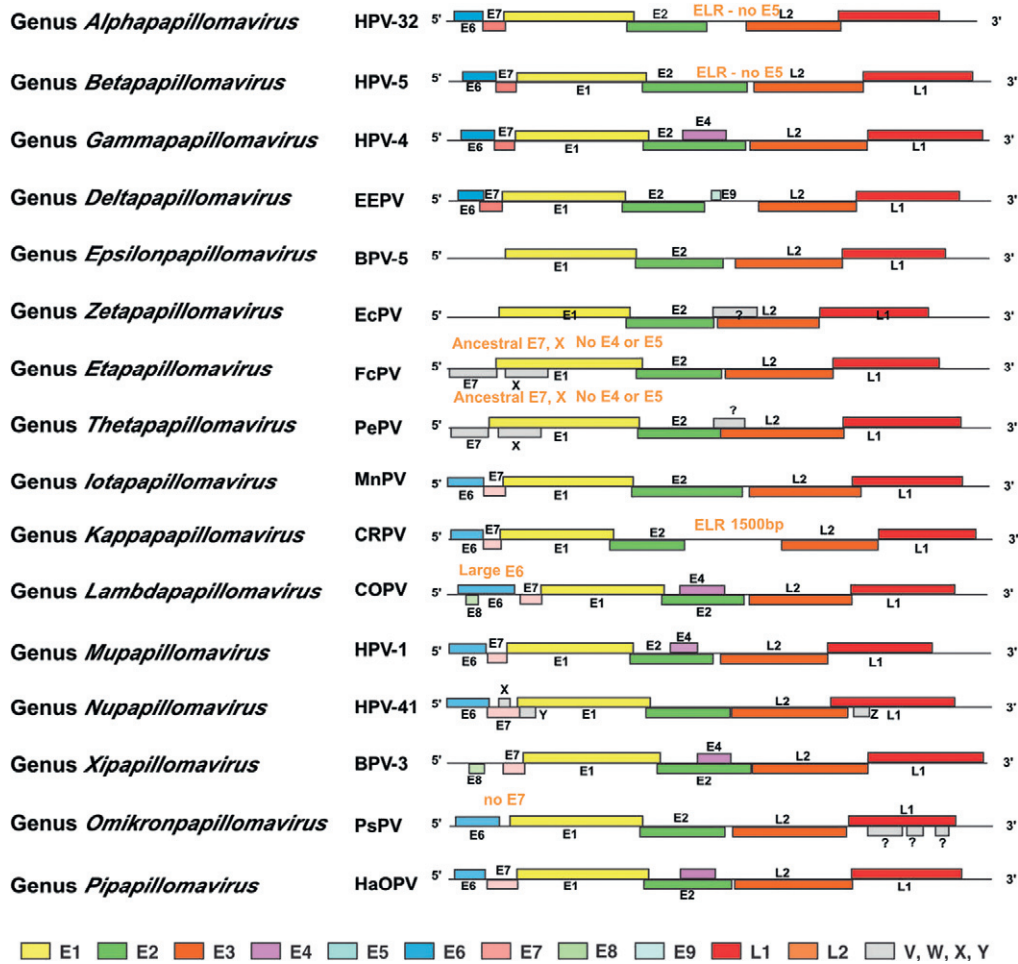 Genus Alphapapillomavirus HPV-32 5' E6 E7 E1 E2 ELR - no E5 L2 L1 3'
Genus Betapapillomavirus HPV-5 5' E6 E7 E1 E2 ELR - no E5 L2 L1 3'
Genus Gammapapillomavirus HPV-4 5' E6 E7 E1 E2 E4 L2 L1 3'
Genus Deltapapillomavirus EEPV 5' E6 E7 E1 E2 E9 L2 L1 3'
Genus Epsilonpapillomavirus BPV-5 5' E1 E2 L2 L1 3'
Genus Zetapapillomavirus EcPV 5' E1 E2 ? L2 L1 3'
Ancestral E7, X No E4 or E5
Genus Etapapillomavirus FcPV 5' E7 X E1 E2 L2 L1 3'
Ancestral E7, X No E4 or E5
Genus Thetapapillomavirus PePV 5' E7 X E1 E2 ? L2 L1 3'
Genus Iotapapillomavirus MnPV 5' E6 E7 E1 E2 L2 L1 3'
Genus Kappapapillomavirus CRPV 5' E6 E7 E1 E2 ELR 1500bp L2 L1 3'
Large E6
Genus Lambdapapillomavirus COPV 5' E8 E6 E7 E1 E4 E2 L2 L1 3'
Genus Mupapillomavirus HPV-1 5' E6 E7 E1 E2 E4 L2 L1 3'
Genus Nupapillomavirus HPV-41 5' E6 X E7 Y E1 E2 L2 Z L1 3'
Genus Xipapillomavirus BPV-3 5' E8 E7 E1 E4 E2 L2 L1 3'
no E7
Genus Omikronpapillomavirus PsPV 5' E6 E1 E2 L2 L1 ? ? ? 3'
Genus Pipapillomavirus HaOPV 5' E6 E7 E1 E2 L2 L1 3'
E1 E2 E3 E4 E5 E6 E7 E8 E9 L1 L2 V, W, X, Y